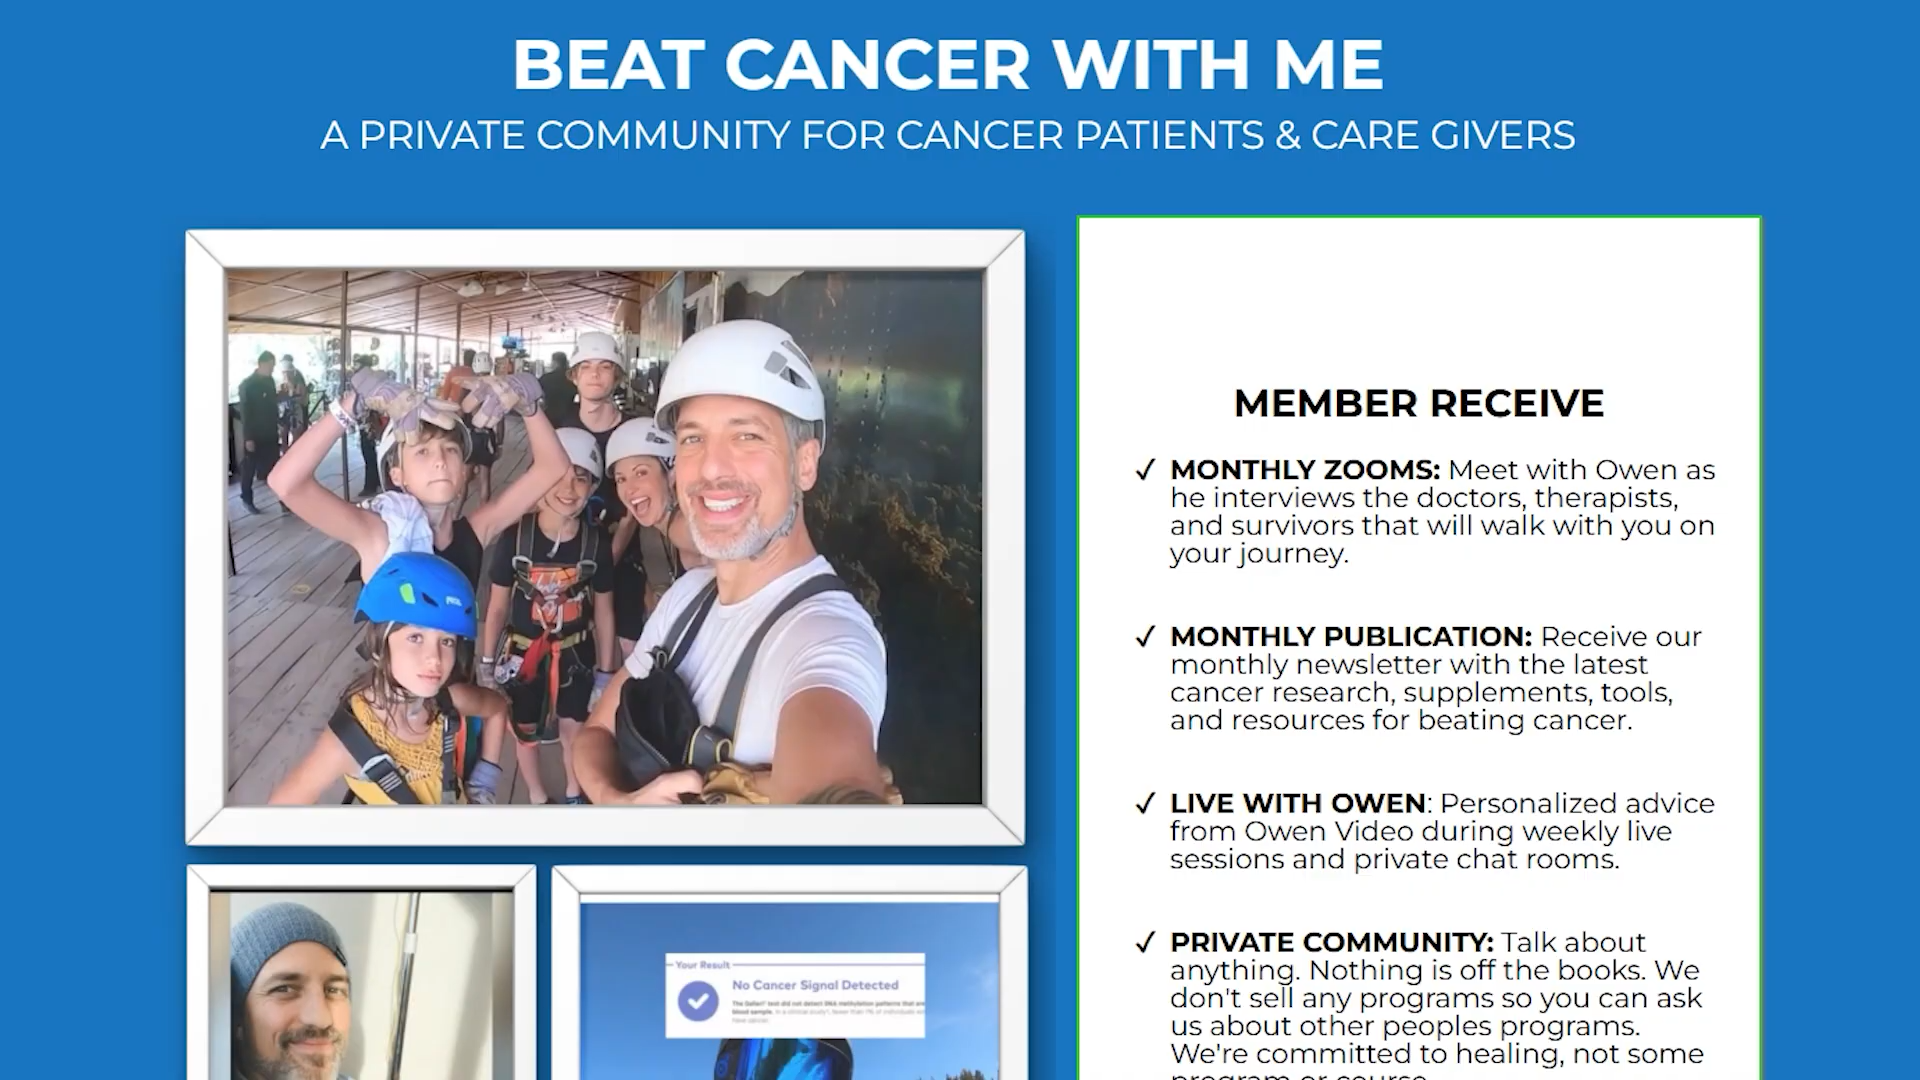 BEAT CANCER WITH ME
A PRIVATE COMMUNITY FOR CANCER PATIENTS & CARE GIVERS
MEMBER RECEIVE
✓ MONTHLY ZOOMS: Meet with Owen as
he interviews the doctors, therapists,
and survivors that will walk with you on
your journey.
✓ MONTHLY PUBLICATION: Receive our
monthly newsletter with the latest
cancer research, supplements, tools,
and resources for beating cancer.
✓ LIVE WITH OWEN: Personalized advice
from Owen Video during weekly live
sessions and private chat rooms.
✓ PRIVATE COMMUNITY: Talk about
anything. Nothing is off the books. We
don't sell any programs so you can ask
us about other peoples programs.
We're committed to healing, not some
program or course.
Your Result
No Cancer Signal Detected